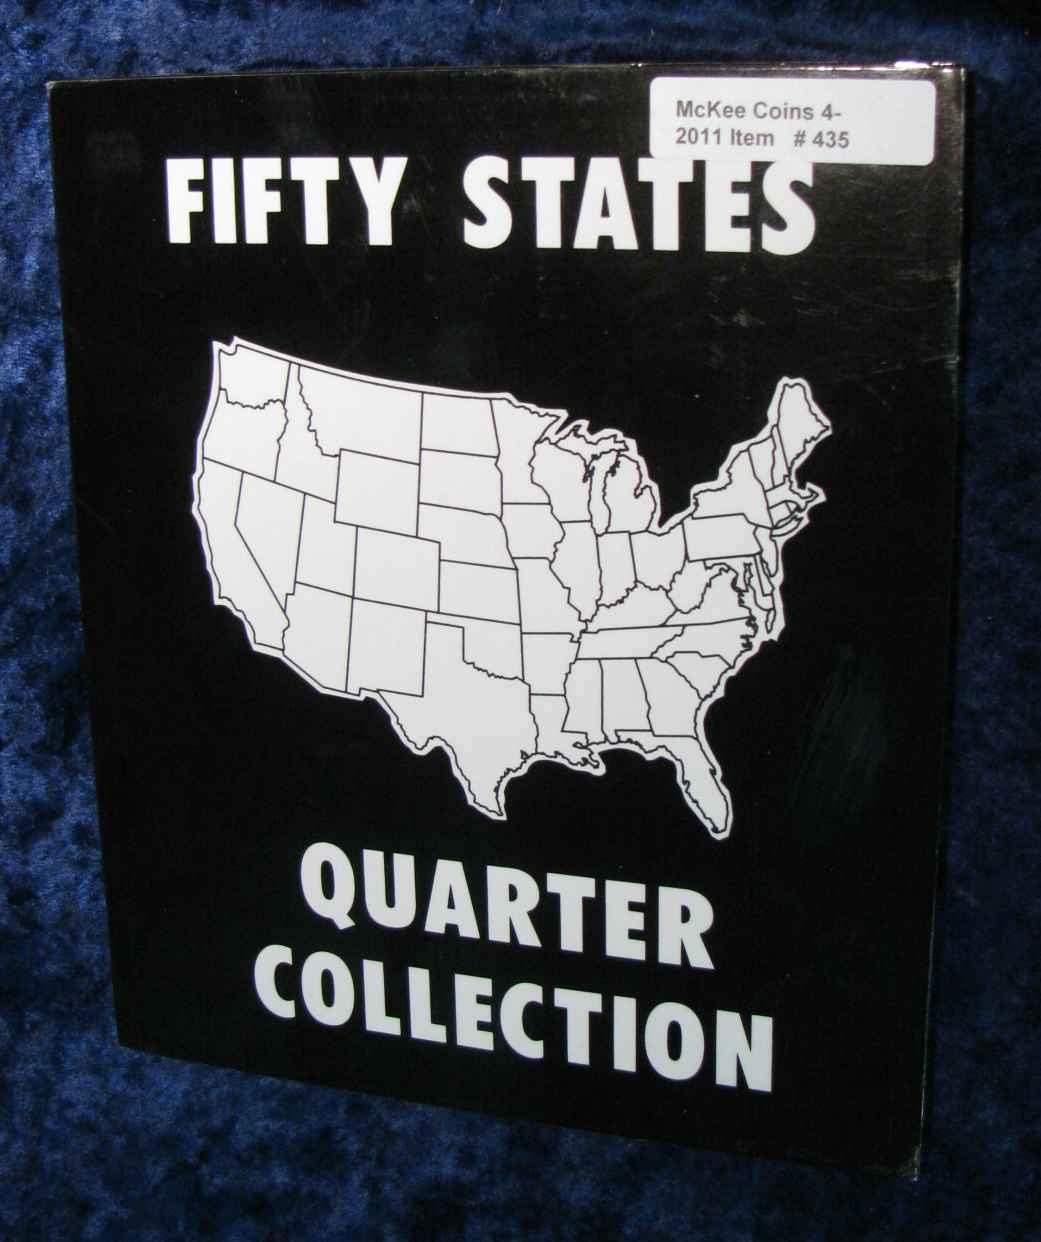 McKee Coins 4-
2011 Item # 435
FIFTY STATES
QUARTER
COLLECTION